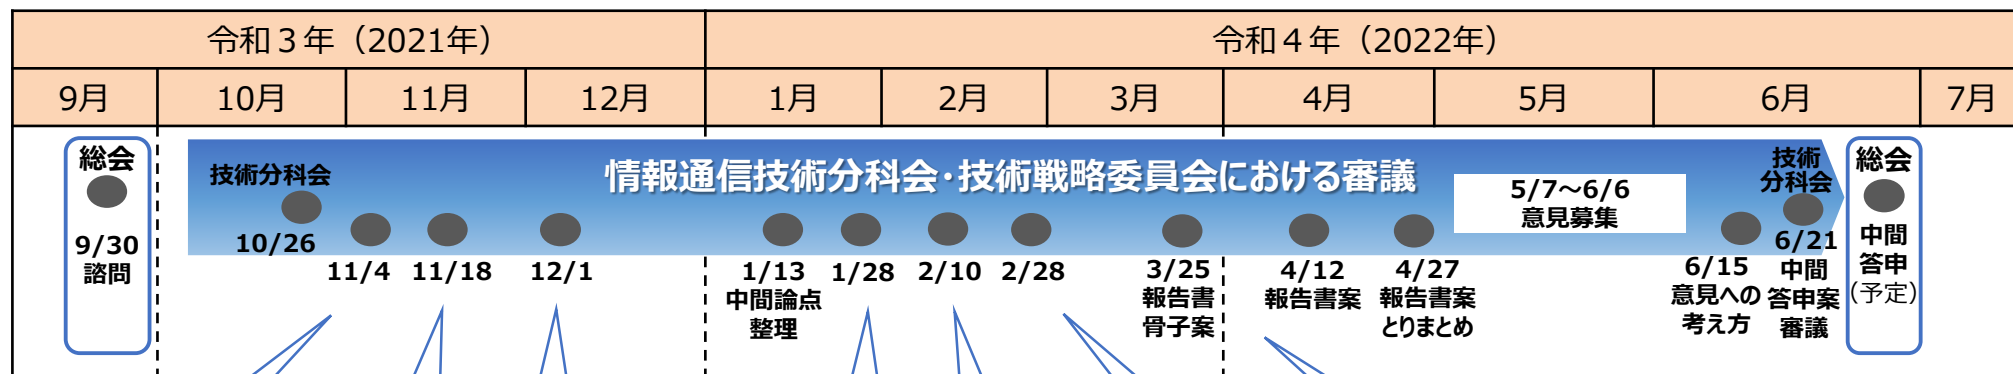 令和３年（2021年）
令和４年（2022年）
9月
10月
11月
12月
1月
2月
3月
4月
5月
6月
7月
総会
9/30
諮問
情報通信技術分科会・技術戦略委員会における審議
技術分科会
10/26
11/4
11/18
12/1
1/13
中間論点
整理
1/28
2/10
2/28
3/25
報告書
骨子案
4/12
報告書案
4/27
報告書案
とりまとめ
5/7～6/6
意見募集
6/15
意見への
考え方
技術
分科会
6/21
中間
答申案
審議
総会
中間
答申
（予定）